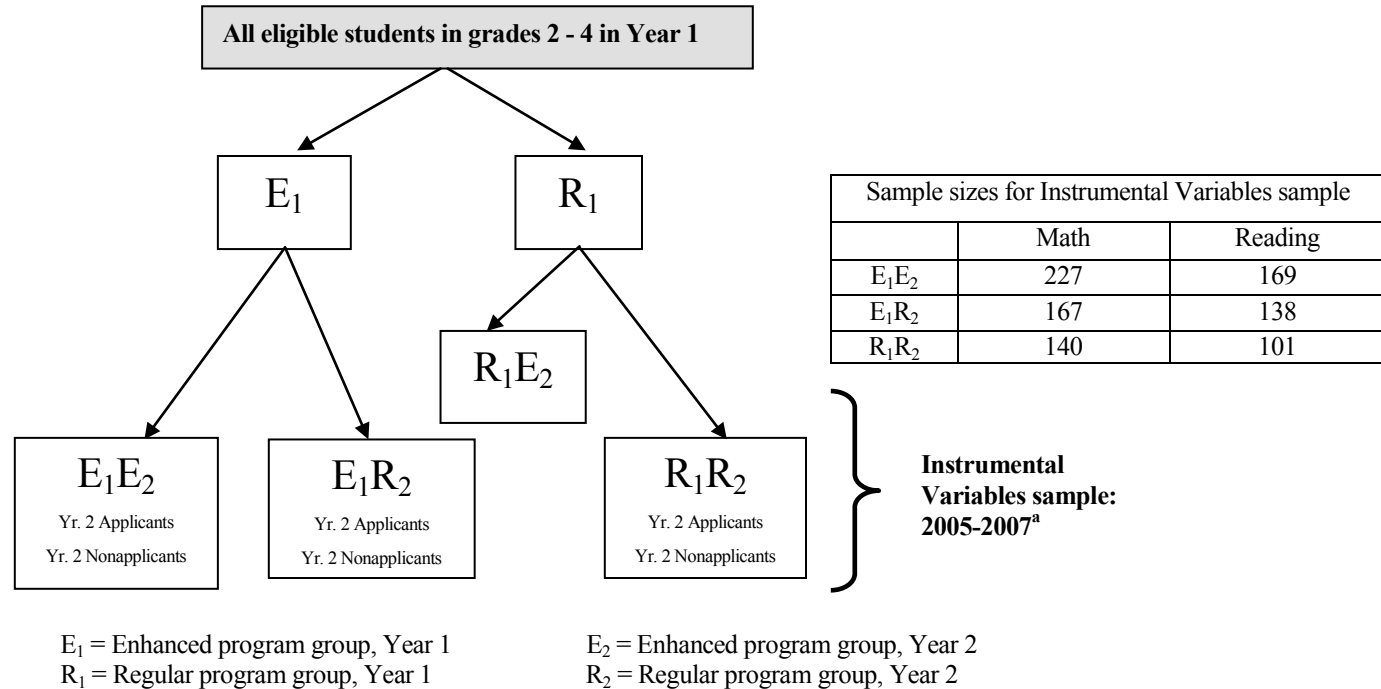 All eligible students in grades 2 - 4 in Year 1
E₁
R₁
Sample sizes for Instrumental Variables sample
Math Reading
E₁E₂ 227 169
E₁R₂ 167 138
R₁R₂ 140 101
R₁E₂
E₁E₂
Yr. 2 Applicants
Yr. 2 Nonapplicants
E₁R₂
Yr. 2 Applicants
Yr. 2 Nonapplicants
R₁R₂
Yr. 2 Applicants
Yr. 2 Nonapplicants
Instrumental
Variables sample:
2005-2007ᵃ
E₁ = Enhanced program group, Year 1
R₁ = Regular program group, Year 1
E₂ = Enhanced program group, Year 2
R₂ = Regular program group, Year 2